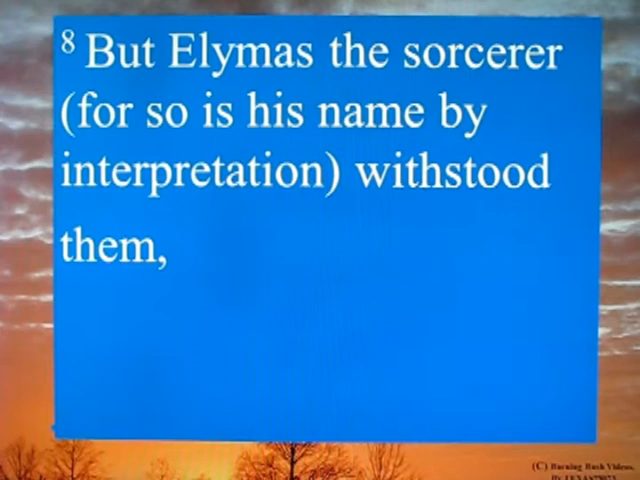 8 But Elymas the sorcerer
(for so is his name by
interpretation) withstood
them,
(C) Burning Bush Videos.